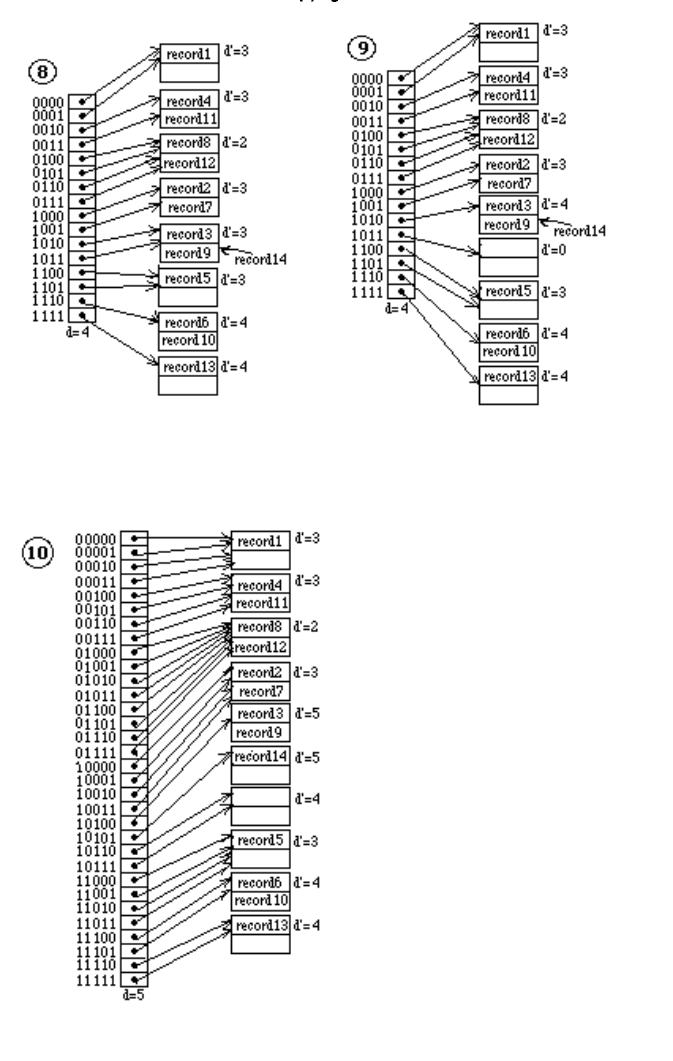 8
0000
0001
0010
0011
0100
0101
0110
0111
1000
1001
1010
1011
1100
1101
1110
1111
d=4
record1 d'=3
record4 d'=3
record11
record8 d'=2
record12
record2 d'=3
record7
record3 d'=3
record9
record14
record5 d'=3
record6 d'=4
record10
record13 d'=4
9
0000
0001
0010
0011
0100
0101
0110
0111
1000
1001
1010
1011
1100
1101
1110
1111
d=4
record1 d'=3
record4 d'=3
record11
record8 d'=2
record12
record2 d'=3
record7
record3 d'=4
record9
record14
d'=0
record5 d'=3
record6 d'=4
record10
record13 d'=4
10
00000
00001
00010
00011
00100
00101
00110
00111
01000
01001
01010
01011
01100
01101
01110
01111
10000
10001
10010
10011
10100
10101
10110
10111
11000
11001
11010
11011
11100
11101
11110
11111
d=5
record1 d'=3
record4 d'=3
record11
record8 d'=2
record12
record2 d'=3
record7
record3 d'=5
record9
record14 d'=5
d'=4
record5 d'=3
record6 d'=4
record10
record13 d'=4